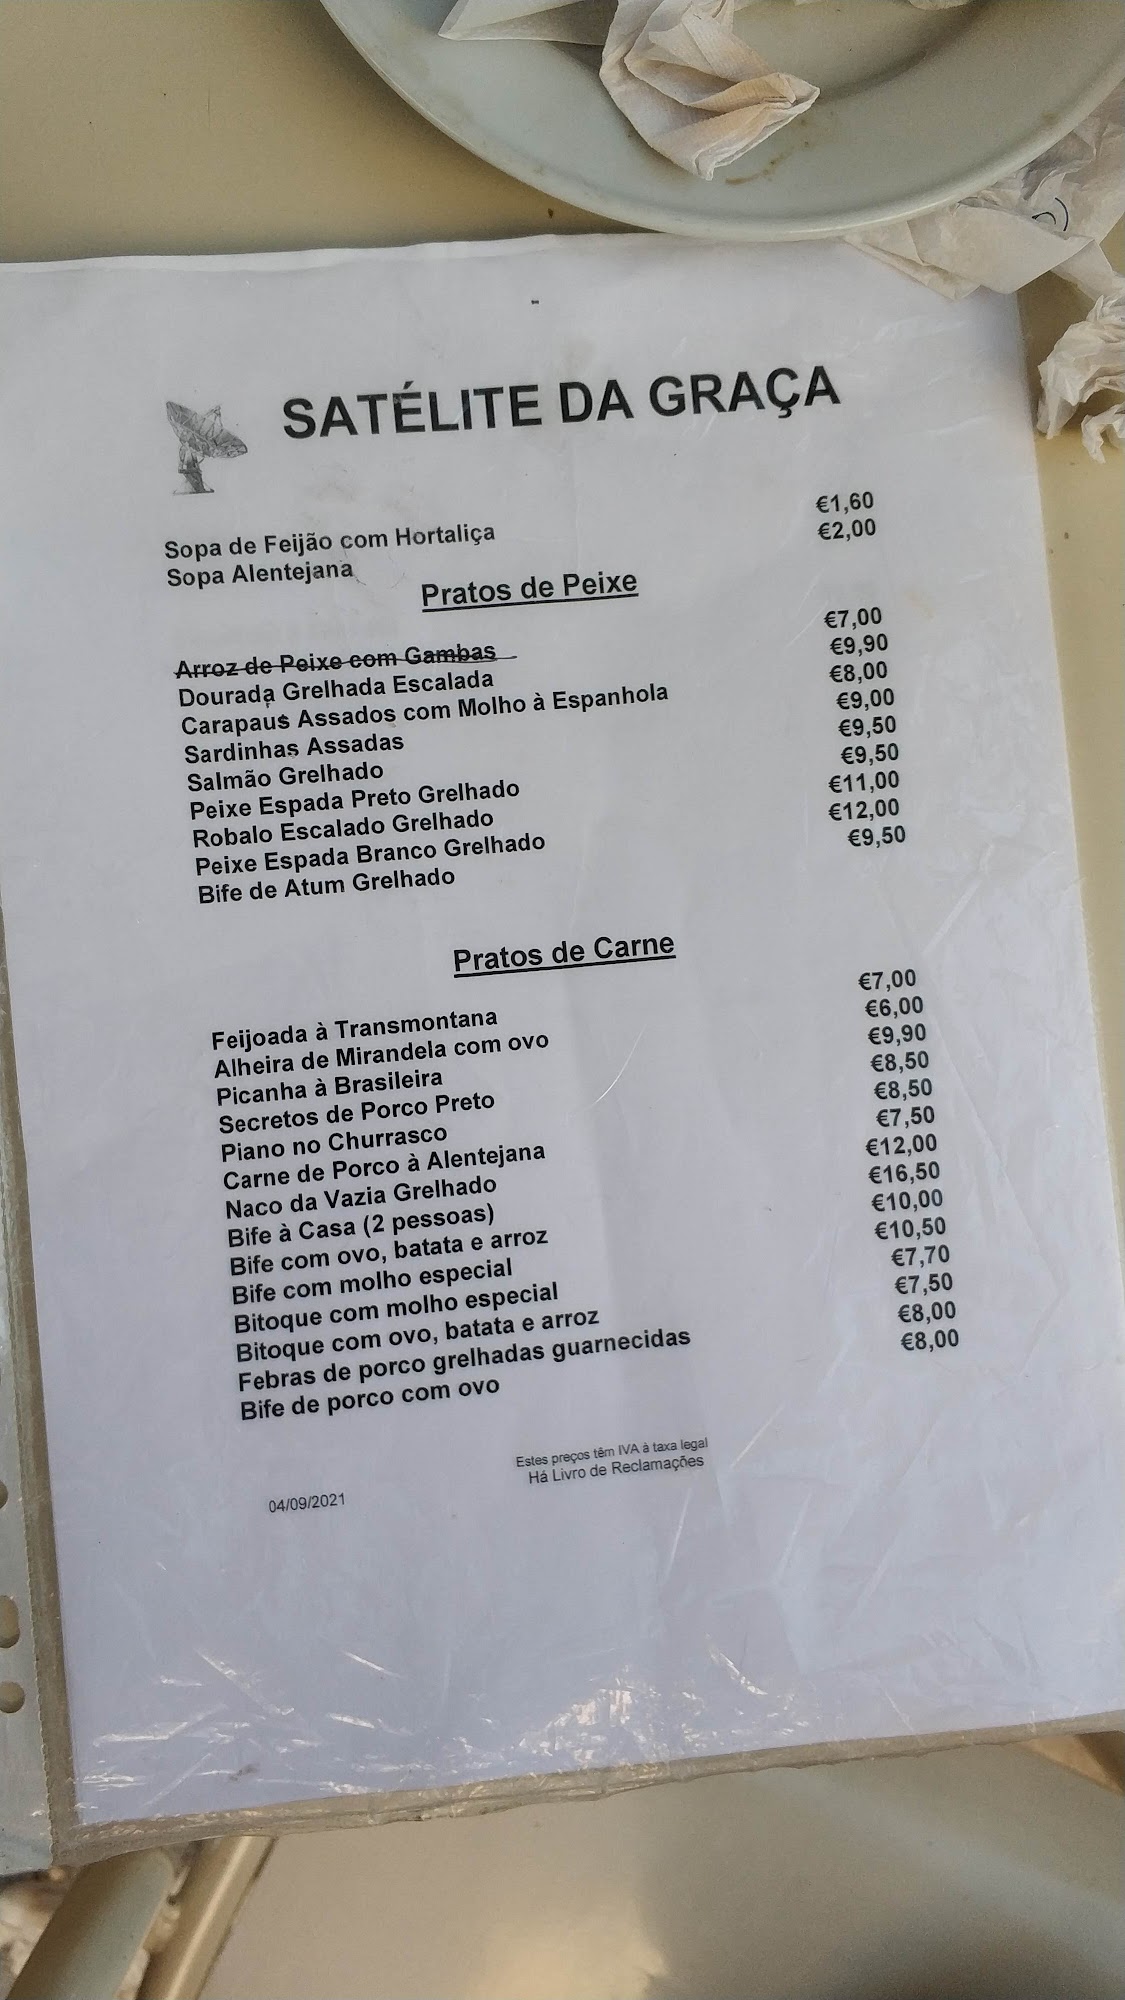 SATÉLITE DA GRAÇA
Sopa de Feijão com Hortaliça €1,60
Sopa Alentejana €2,00
Pratos de Peixe
Arroz de Peixe com Gambas €7,00
Dourada Grelhada Escalada €9,90
Carapaus Assados com Molho à Espanhola €8,00
Sardinhas Assadas €9,00
Salmão Grelhado €9,50
Peixe Espada Preto Grelhado €9,50
Robalo Escalado Grelhado €11,00
Peixe Espada Branco Grelhado €12,00
Bife de Atum Grelhado €9,50
Pratos de Carne
Feijoada à Transmontana €7,00
Alheira de Mirandela com ovo €6,00
Picanha à Brasileira €9,90
Secretos de Porco Preto €8,50
Piano no Churrasco €8,50
Carne de Porco à Alentejana €7,50
Naco da Vazia Grelhado €12,00
Bife à Casa (2 pessoas) €16,50
Bife com ovo, batata e arroz €10,00
Bife com molho especial €10,50
Bitoque com molho especial €7,70
Bitoque com ovo, batata e arroz €7,50
Febras de porco grelhadas guarnecidas €8,00
Bife de porco com ovo €8,00
Estes preços têm IVA à taxa legal
Há Livro de Reclamações
04/09/2021